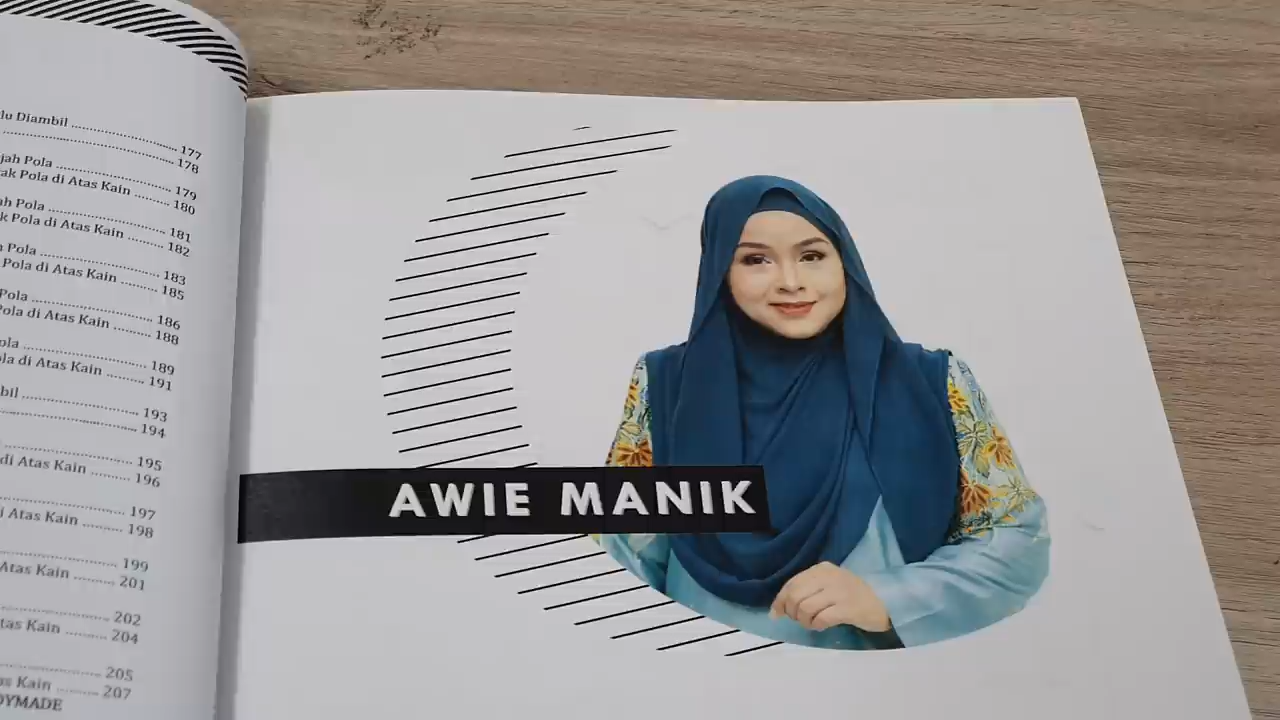 lu Diambil ........ 177
........ 178
jah Pola ........ 179
ak Pola di Atas Kain ........ 180
ah Pola ........ 181
k Pola di Atas Kain ........ 182
Pola ........ 183
Pola di Atas Kain ........ 185
Pola ........ 186
Pola di Atas Kain ........ 188
ola ........ 189
la di Atas Kain ........ 191
bil ........ 193
........ 194
........ 195
di Atas Kain ........ 196
........ 197
i Atas Kain ........ 198
........ 199
Atas Kain ........ 201
........ 202
tas Kain ........ 204
........ 205
as Kain ........ 207
DYMADE
AWIE MANIK